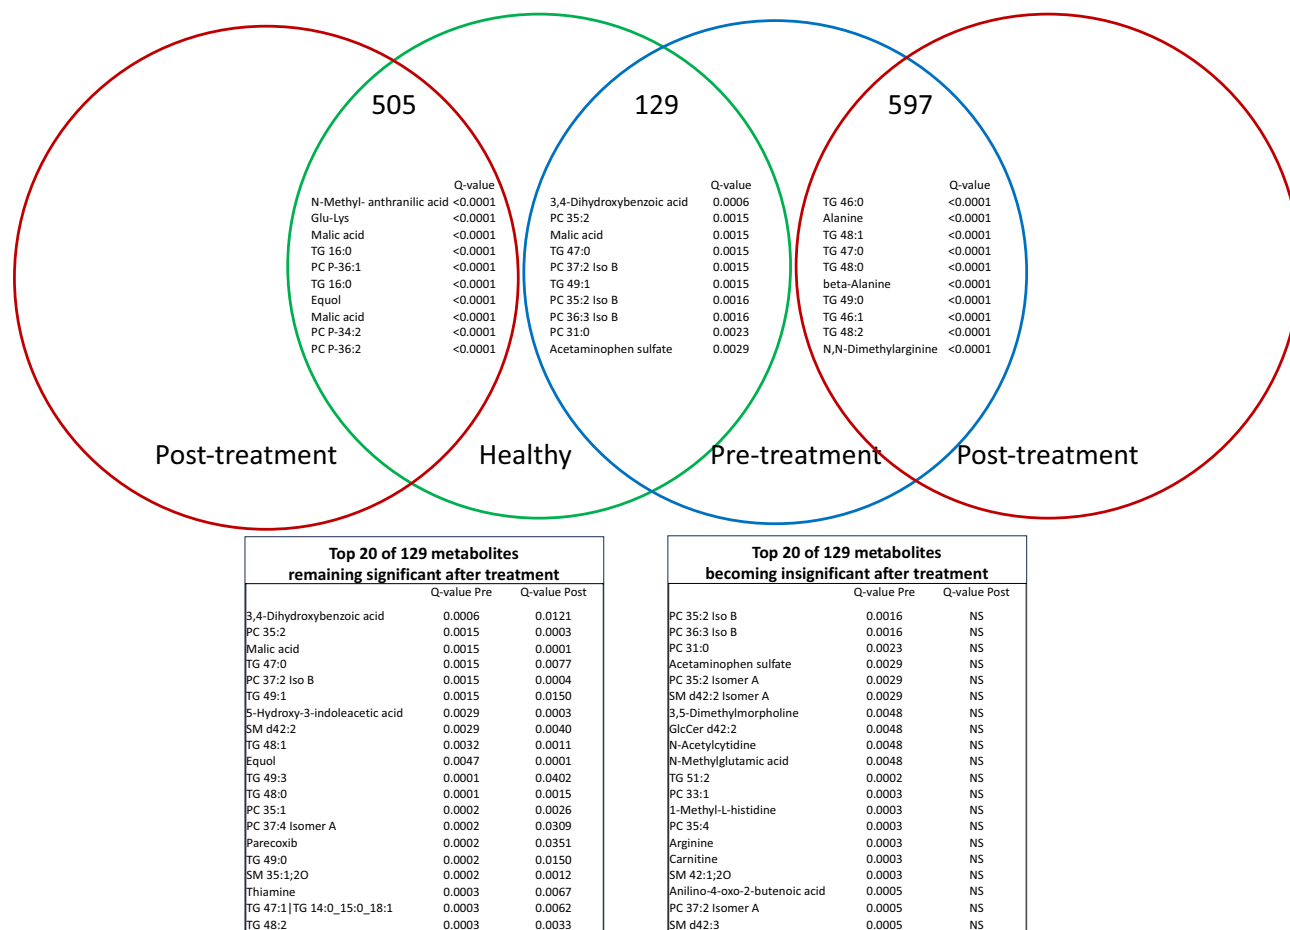 505 129 597
Q-value Q-value Q-value
N-Methyl- anthranilic acid <0.0001 3,4-Dihydroxybenzoic acid 0.0006 TG 46:0 <0.0001
Glu-Lys <0.0001 PC 35:2 0.0015 Alanine <0.0001
Malic acid <0.0001 Malic acid 0.0015 TG 48:1 <0.0001
TG 16:0 <0.0001 TG 47:0 0.0015 TG 47:0 <0.0001
PC P-36:1 <0.0001 PC 37:2 Iso B 0.0015 TG 48:0 <0.0001
TG 16:0 <0.0001 TG 49:1 0.0015 beta-Alanine <0.0001
Equol <0.0001 PC 35:2 Iso B 0.0016 TG 49:0 <0.0001
Malic acid <0.0001 PC 36:3 Iso B 0.0016 TG 46:1 <0.0001
PC P-34:2 <0.0001 PC 31:0 0.0023 TG 48:2 <0.0001
PC P-36:2 <0.0001 Acetaminophen sulfate 0.0029 N,N-Dimethylarginine <0.0001
Post-treatment Healthy Pre-treatment Post-treatment
Top 20 of 129 metabolites
remaining significant after treatment
Q-value Pre Q-value Post
3,4-Dihydroxybenzoic acid 0.0006 0.0121
PC 35:2 0.0015 0.0003
Malic acid 0.0015 0.0001
TG 47:0 0.0015 0.0077
PC 37:2 Iso B 0.0015 0.0004
TG 49:1 0.0015 0.0150
5-Hydroxy-3-indoleacetic acid 0.0029 0.0003
SM d42:2 0.0029 0.0040
TG 48:1 0.0032 0.0011
Equol 0.0047 0.0001
TG 49:3 0.0001 0.0402
TG 48:0 0.0001 0.0015
PC 35:1 0.0002 0.0026
PC 37:4 Isomer A 0.0002 0.0309
Parecoxib 0.0002 0.0351
TG 49:0 0.0002 0.0150
SM 35:1;2O 0.0002 0.0012
Thiamine 0.0003 0.0067
TG 47:1|TG 14:0_15:0_18:1 0.0003 0.0062
TG 48:2 0.0003 0.0033
Top 20 of 129 metabolites
becoming insignificant after treatment
Q-value Pre Q-value Post
PC 35:2 Iso B 0.0016 NS
PC 36:3 Iso B 0.0016 NS
PC 31:0 0.0023 NS
Acetaminophen sulfate 0.0029 NS
PC 35:2 Isomer A 0.0029 NS
SM d42:2 Isomer A 0.0029 NS
3,5-Dimethylmorpholine 0.0048 NS
GlcCer d42:2 0.0048 NS
N-Acetylcytidine 0.0048 NS
N-Methylglutamic acid 0.0048 NS
TG 51:2 0.0002 NS
PC 33:1 0.0003 NS
1-Methyl-L-histidine 0.0003 NS
PC 35:4 0.0003 NS
Arginine 0.0003 NS
Carnitine 0.0003 NS
SM 42:1;2O 0.0003 NS
Anilino-4-oxo-2-butenoic acid 0.0005 NS
PC 37:2 Isomer A 0.0005 NS
SM d42:3 0.0005 NS